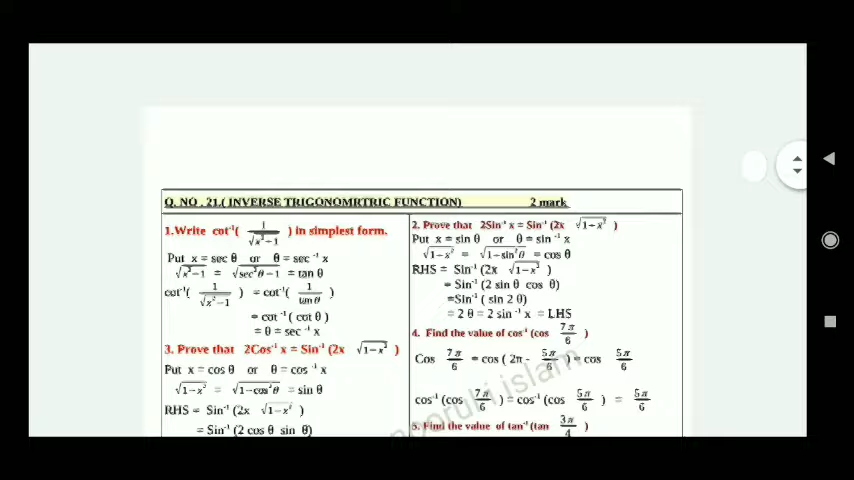 Q. NO . 21.( INVERSE TRIGONOMRTRIC FUNCTION) 2 mark
1.Write cot⁻¹( 1/√x²−1 ) in simplest form.
Put x = sec θ or θ = sec ⁻¹ x
√x²−1 = √sec²θ−1 = tan θ
cot⁻¹( 1/√x²−1 ) = cot⁻¹( 1/tan θ )
= cot ⁻¹ ( cot θ )
= θ = sec ⁻¹ x
3. Prove that 2Cos⁻¹ x = Sin⁻¹ (2x √1−x² )
Put x = cos θ or θ = cos ⁻¹ x
√1−x² = √1−cos²θ = sin θ
RHS = Sin⁻¹ (2x √1−x² )
= Sin⁻¹ (2 cos θ sin θ)
2. Prove that 2Sin⁻¹ x = Sin⁻¹ (2x √1−x² )
Put x = sin θ or θ = sin ⁻¹ x
√1−x² = √1−sin²θ = cos θ
RHS = Sin⁻¹ (2x √1−x² )
= Sin⁻¹ (2 sin θ cos θ)
=Sin⁻¹ ( sin 2 θ)
= 2 θ = 2 sin ⁻¹ x = LHS
4. Find the value of cos⁻¹ (cos 7π/6 )
Cos 7π/6 = cos ( 2π - 5π/6 ) = cos 5π/6
cos⁻¹ (cos 7π/6 ) = cos⁻¹ (cos 5π/6 ) = 5π/6
5. Find the value of tan⁻¹ (tan 3π/4 )
islam